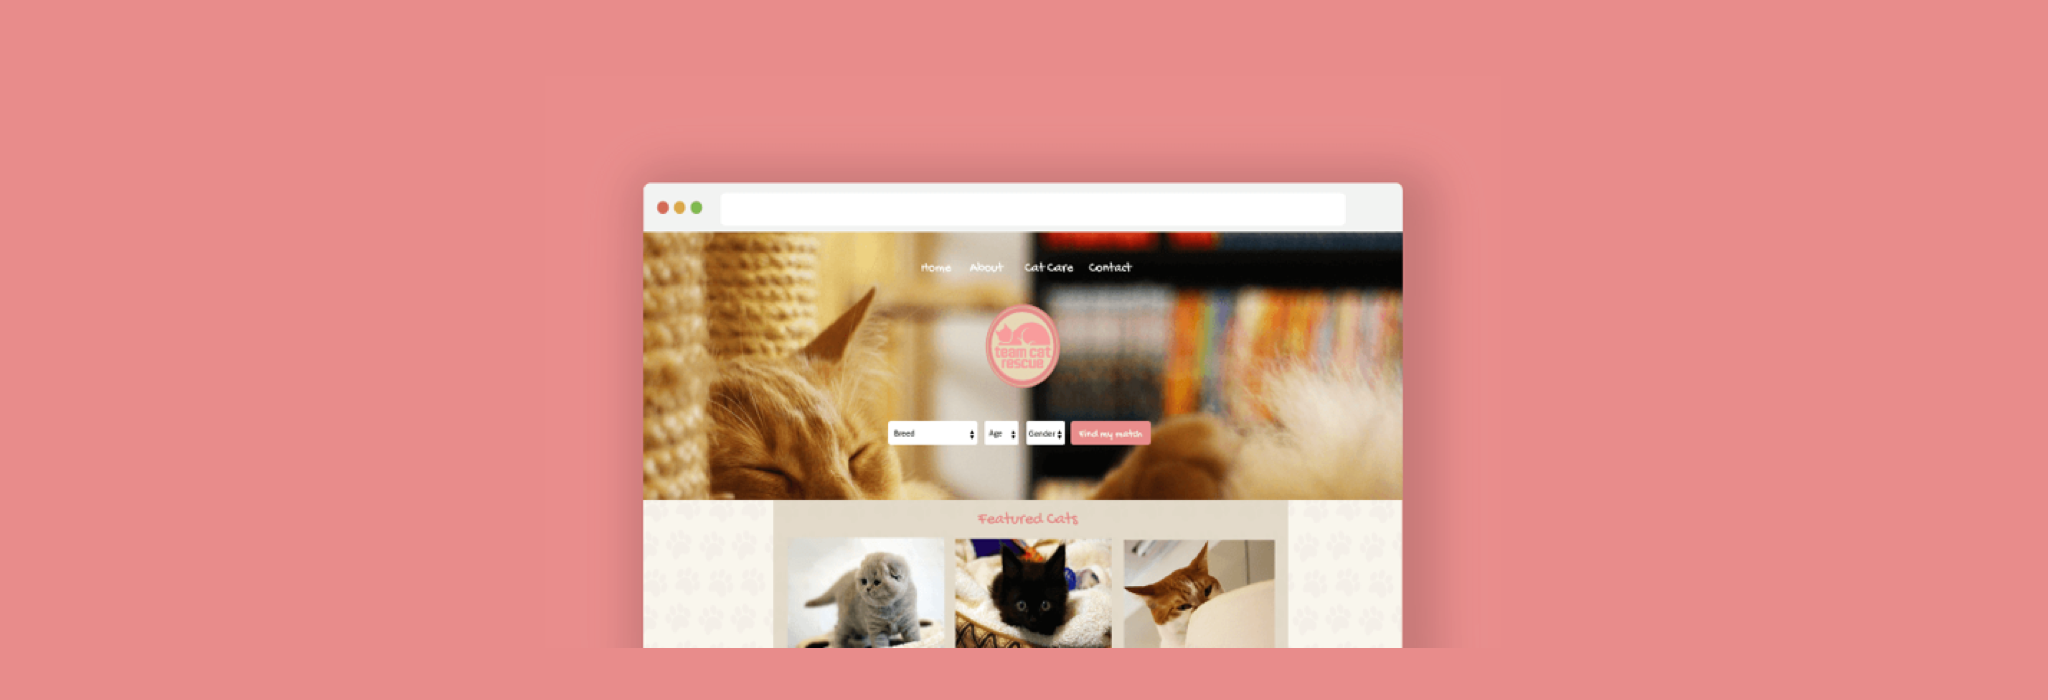 Home About Cat Care Contact
team cat
rescue
Breed Age Gender Find my match
Featured Cats